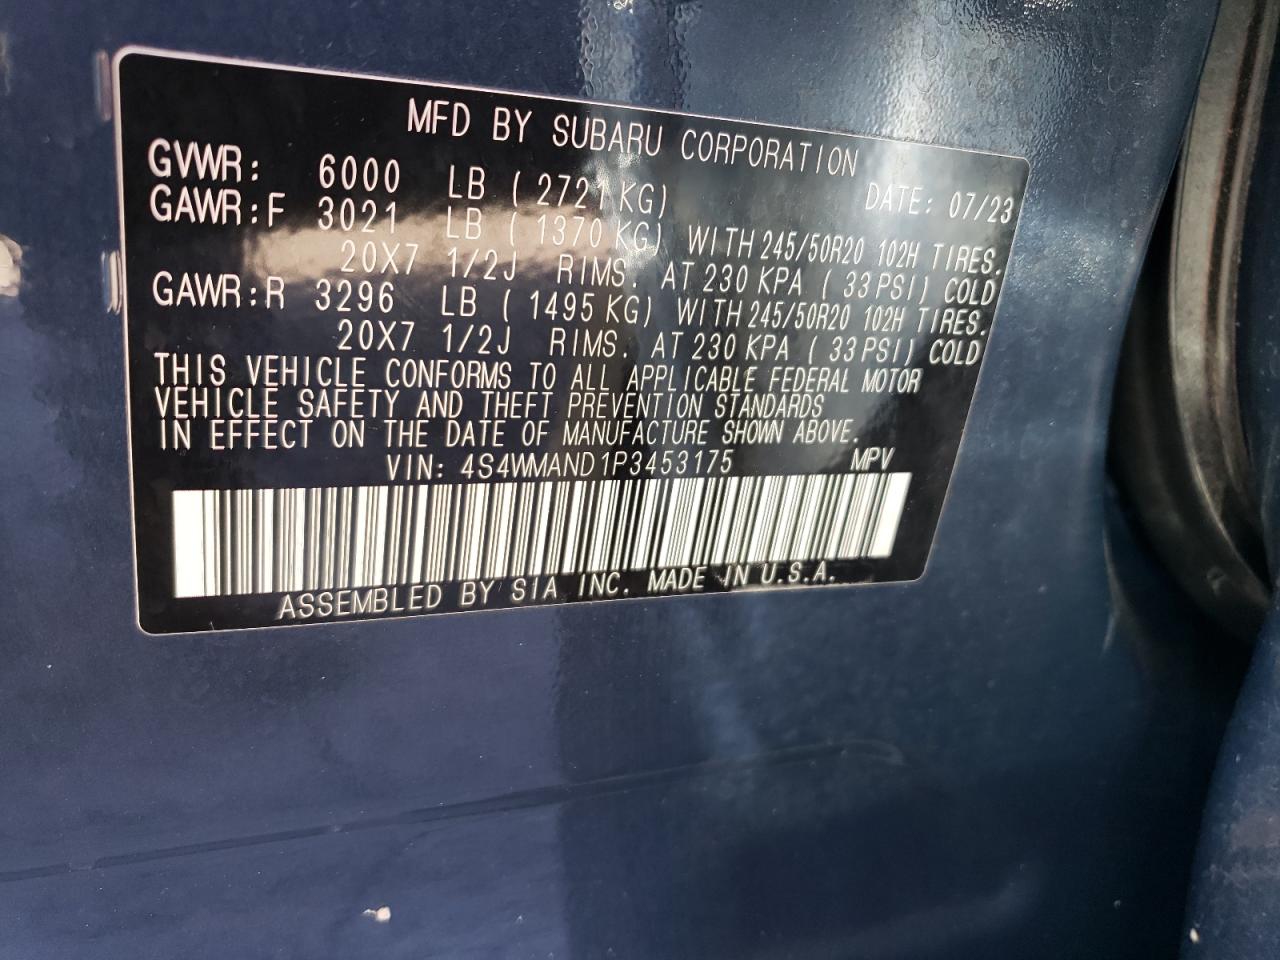 MFD BY SUBARU CORPORATION
GVWR: 6000 LB ( 2721 KG) DATE: 07/23
GAWR:F 3021 LB ( 1370 KG) WITH 245/50R20 102H TIRES.
20X7 1/2J RIMS. AT 230 KPA ( 33 PSI) COLD
GAWR:R 3296 LB ( 1495 KG) WITH 245/50R20 102H TIRES.
20X7 1/2J RIMS. AT 230 KPA ( 33 PSI) COLD
THIS VEHICLE CONFORMS TO ALL APPLICABLE FEDERAL MOTOR
VEHICLE SAFETY AND THEFT PREVENTION STANDARDS
IN EFFECT ON THE DATE OF MANUFACTURE SHOWN ABOVE.
VIN: 4S4WMAND1P3453175 MPV
ASSEMBLED BY SIA INC. MADE IN U.S.A.